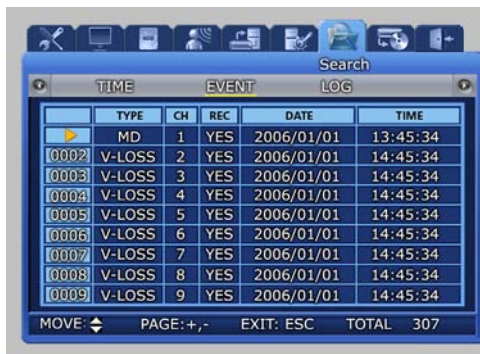 Search
TIME EVENT LOG
TYPE CH REC DATE TIME
MD 1 YES 2006/01/01 13:45:34
0002 V-LOSS 2 YES 2006/01/01 14:45:34
0003 V-LOSS 3 YES 2006/01/01 14:45:34
0004 V-LOSS 4 YES 2006/01/01 14:45:34
0005 V-LOSS 5 YES 2006/01/01 14:45:34
0006 V-LOSS 6 YES 2006/01/01 14:45:34
0007 V-LOSS 7 YES 2006/01/01 14:45:34
0008 V-LOSS 8 YES 2006/01/01 14:45:34
0009 V-LOSS 9 YES 2006/01/01 14:45:34
MOVE: PAGE:+,- EXIT: ESC TOTAL 307